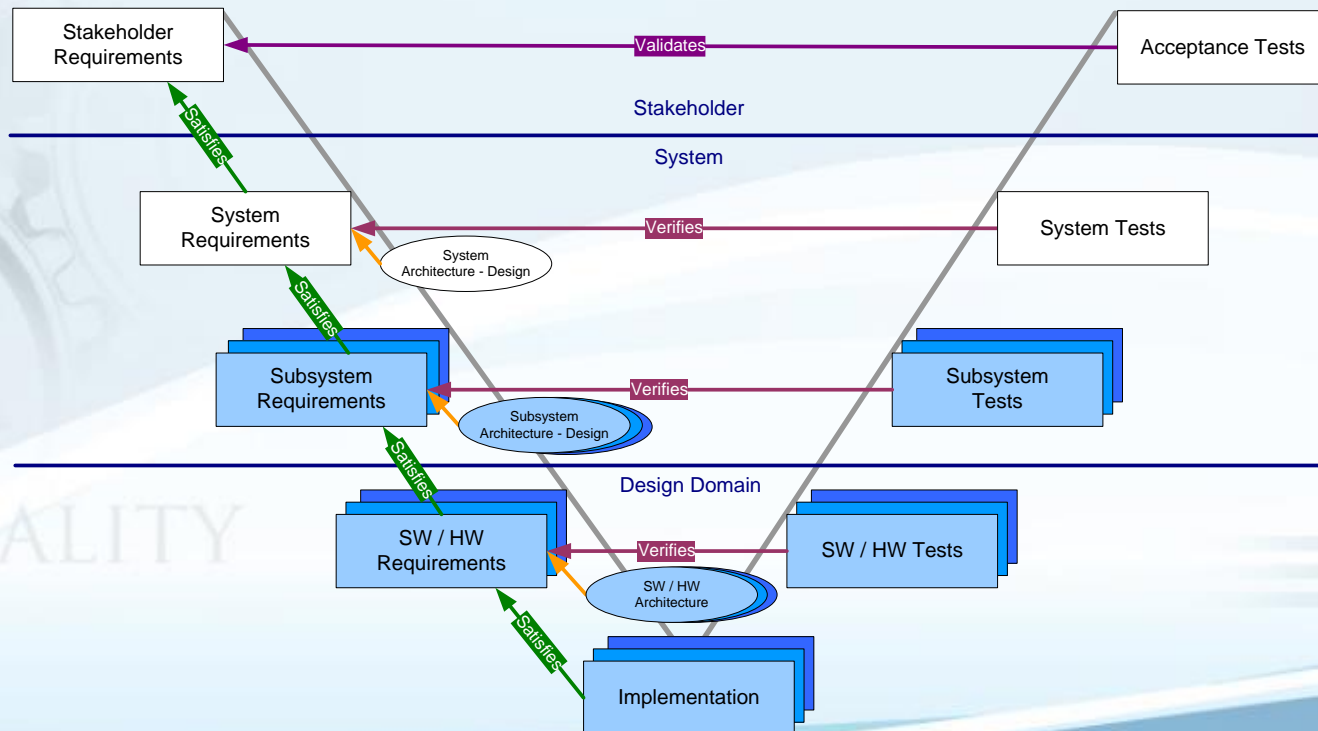 Stakeholder
Requirements
Validates
Acceptance Tests
Stakeholder
Satisfies
System
System
Requirements
Verifies
System Tests
System
Architecture - Design
Satisfies
Subsystem
Requirements
Verifies
Subsystem
Tests
Subsystem
Architecture - Design
Satisfies
Design Domain
ALITY
SW / HW
Requirements
Verifies
SW / HW Tests
SW / HW
Architecture
Satisfies
Implementation